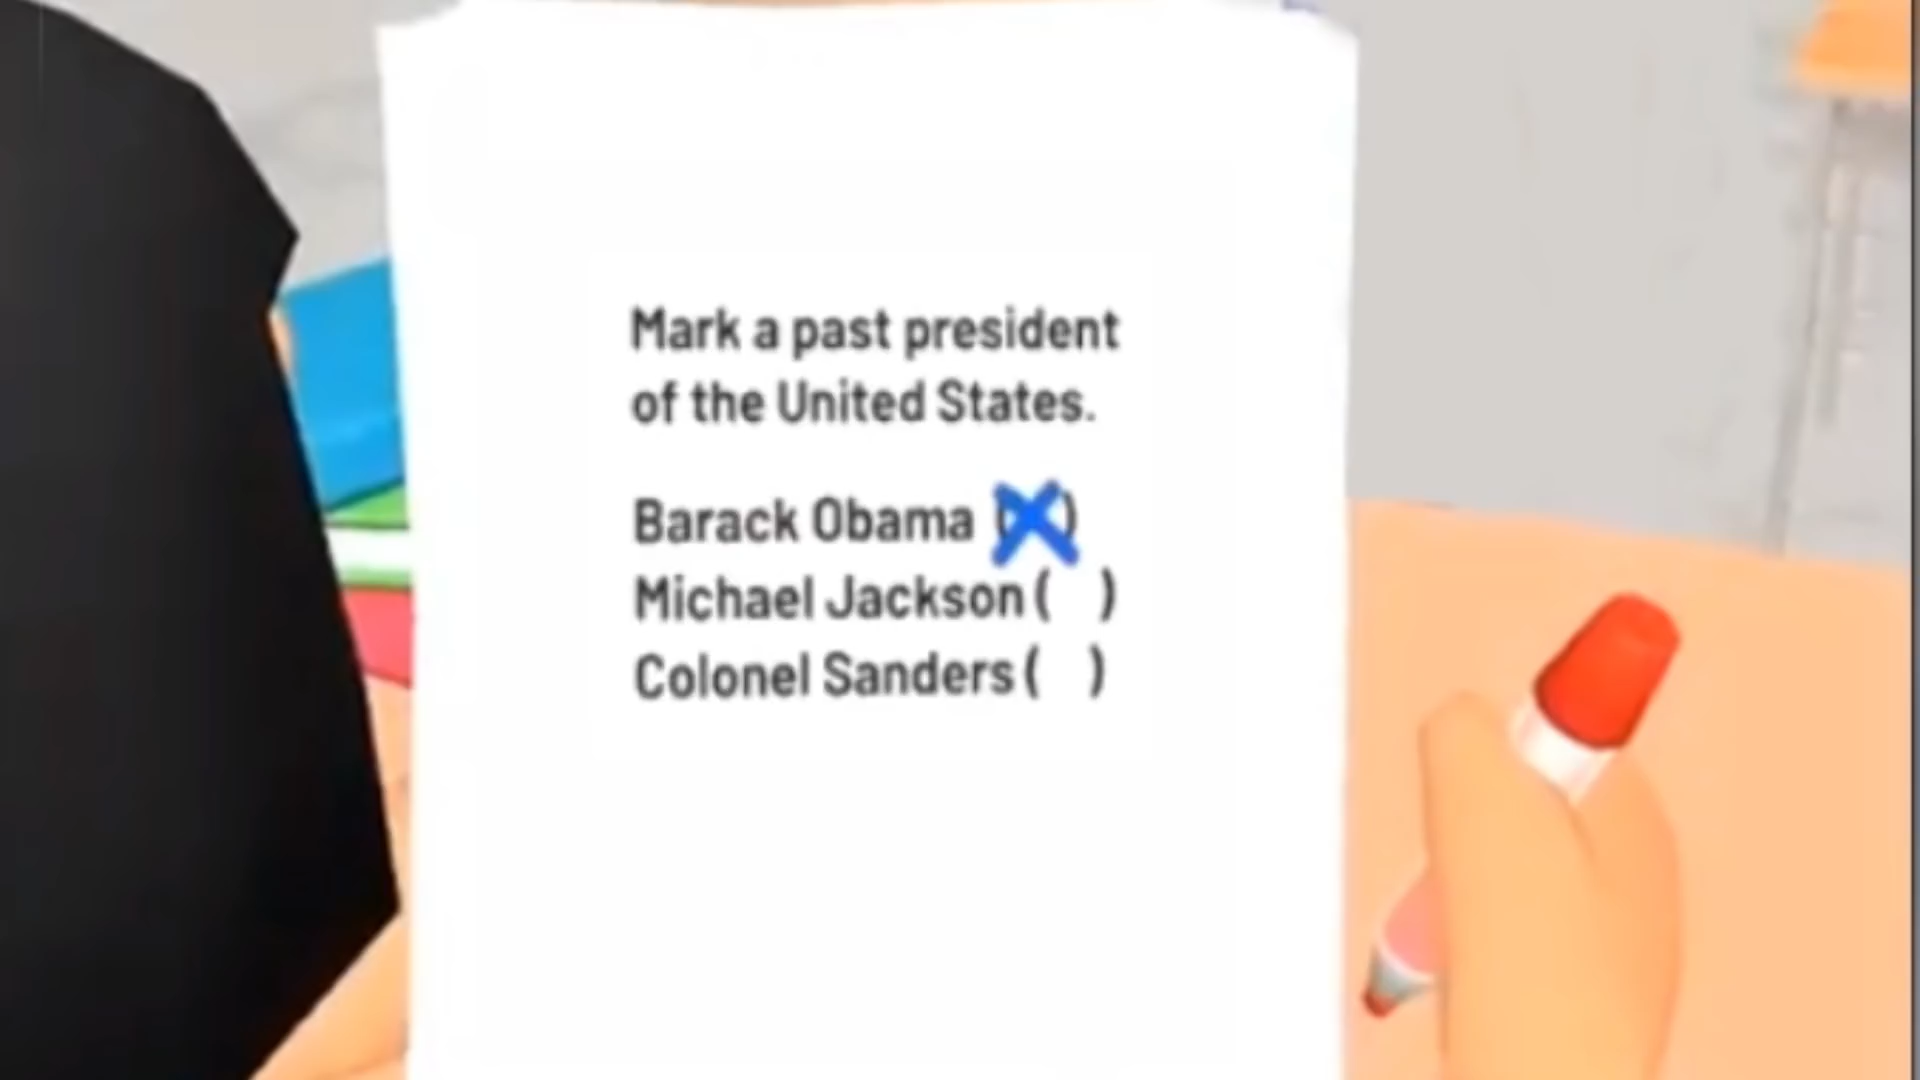 Mark a past president
of the United States.
Barack Obama (X)
Michael Jackson ( )
Colonel Sanders ( )